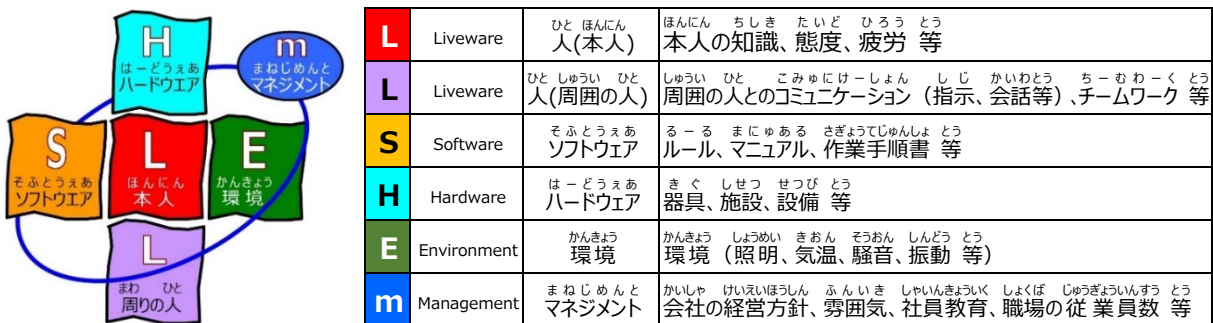 H
はーどうぇあ
ハードウエア
m
まねじめんと
マネジメント
S
そふとうぇあ
ソフトウエア
L
ほんにん
本人
E
かんきょう
環境
L
まわ ひと
周りの人
ひと ほんにん ほんにん ちしき たいど ひろう とう
L Liveware 人(本人) 本人の知識、態度、疲労 等
ひと しゅうい ひと しゅうい ひと こみゅにけーしょん しじ かいわとう ちーむわーく とう
L Liveware 人(周囲の人) 周囲の人とのコミュニケーション（指示、会話等）、チームワーク 等
そふとうぇあ るーる まにゅある さぎょうてじゅんしょ とう
S Software ソフトウェア ルール、マニュアル、作業手順書 等
はーどうぇあ きぐ しせつ せつび とう
H Hardware ハードウェア 器具、施設、設備 等
かんきょう かんきょう しょうめい きおん そうおん しんどう とう
E Environment 環境 環境（照明、気温、騒音、振動 等）
まねじめんと かいしゃ けいえいほうしん ふんいき しゃいんきょういく しょくば じゅうぎょういんすう とう
m Management マネジメント 会社の経営方針、雰囲気、社員教育、職場の従業員数 等